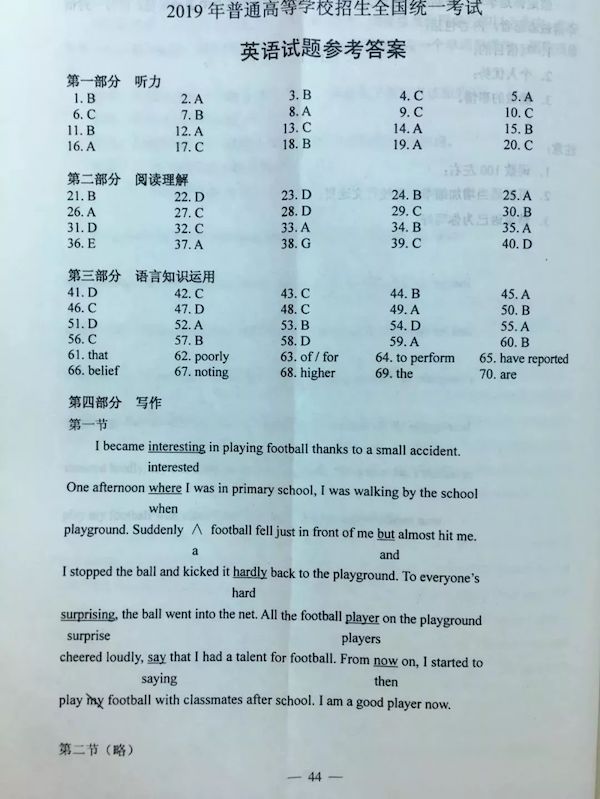 2019年普通高等学校招生全国统一考试
英语试题参考答案
第一部分 听力
1. B 2. A 3. B 4. C 5. A
6. C 7. B 8. A 9. C 10. C
11. B 12. A 13. C 14. A 15. B
16. A 17. C 18. B 19. A 20. C
第二部分 阅读理解
21. B 22. D 23. D 24. B 25. A
26. A 27. C 28. D 29. C 30. B
31. D 32. C 33. A 34. B 35. A
36. E 37. A 38. G 39. C 40. D
第三部分 语言知识运用
41. D 42. C 43. C 44. B 45. A
46. C 47. D 48. C 49. A 50. B
51. D 52. A 53. B 54. D 55. A
56. C 57. B 58. D 59. A 60. B
61. that 62. poorly 63. of / for 64. to perform 65. have reported
66. belief 67. noting 68. higher 69. the 70. are
第四部分 写作
第一节
I became interesting in playing football thanks to a small accident.
interested
One afternoon where I was in primary school, I was walking by the school
when
playground. Suddenly ∧ football fell just in front of me but almost hit me.
a and
I stopped the ball and kicked it hardly back to the playground. To everyone's
hard
surprising, the ball went into the net. All the football player on the playground
surprise players
cheered loudly, say that I had a talent for football. From now on, I started to
saying then
play my football with classmates after school. I am a good player now.
第二节（略）
— 44 —